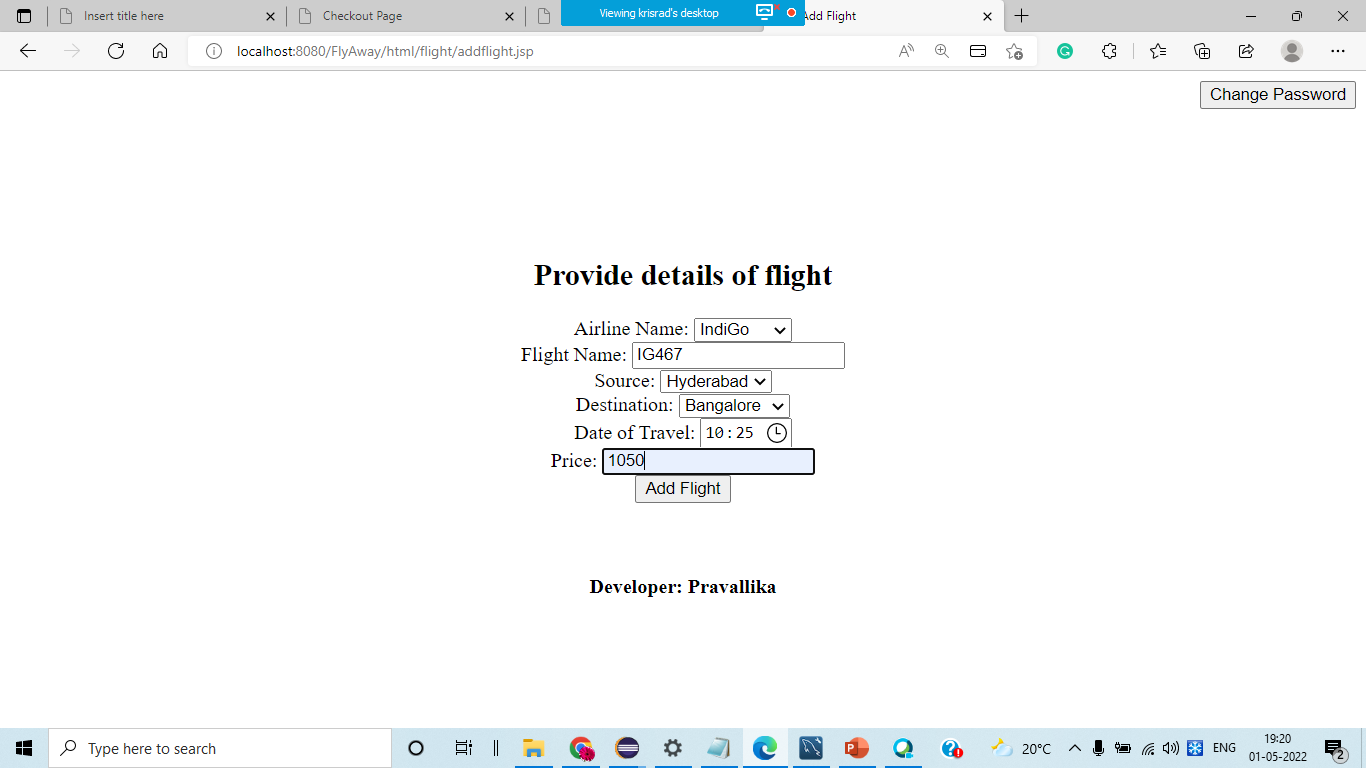 Insert title here
Checkout Page
Viewing krisrad's desktop
Add Flight
localhost:8080/FlyAway/html/flight/addflight.jsp
Change Password
Provide details of flight
Airline Name: IndiGo
Flight Name: IG467
Source: Hyderabad
Destination: Bangalore
Date of Travel: 10:25
Price: 1050
Add Flight
Developer: Pravallika
Type here to search
20°C
ENG
19:20
01-05-2022
2